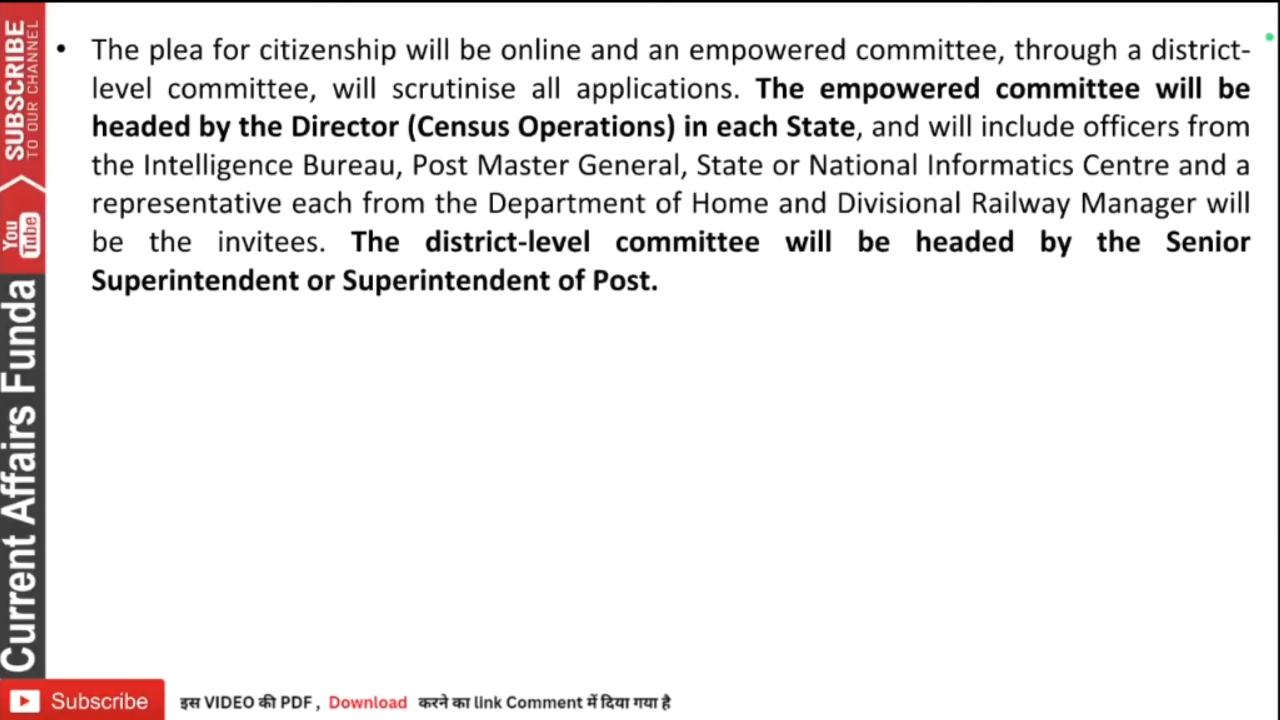 • The plea for citizenship will be online and an empowered committee, through a district-
level committee, will scrutinise all applications. The empowered committee will be
headed by the Director (Census Operations) in each State, and will include officers from
the Intelligence Bureau, Post Master General, State or National Informatics Centre and a
representative each from the Department of Home and Divisional Railway Manager will
be the invitees. The district-level committee will be headed by the Senior
Superintendent or Superintendent of Post.
SUBSCRIBE
TO OUR CHANNEL
You
Tube
Current Affairs Funda
Subscribe
इस VIDEO की PDF , Download करने का link Comment में दिया गया है